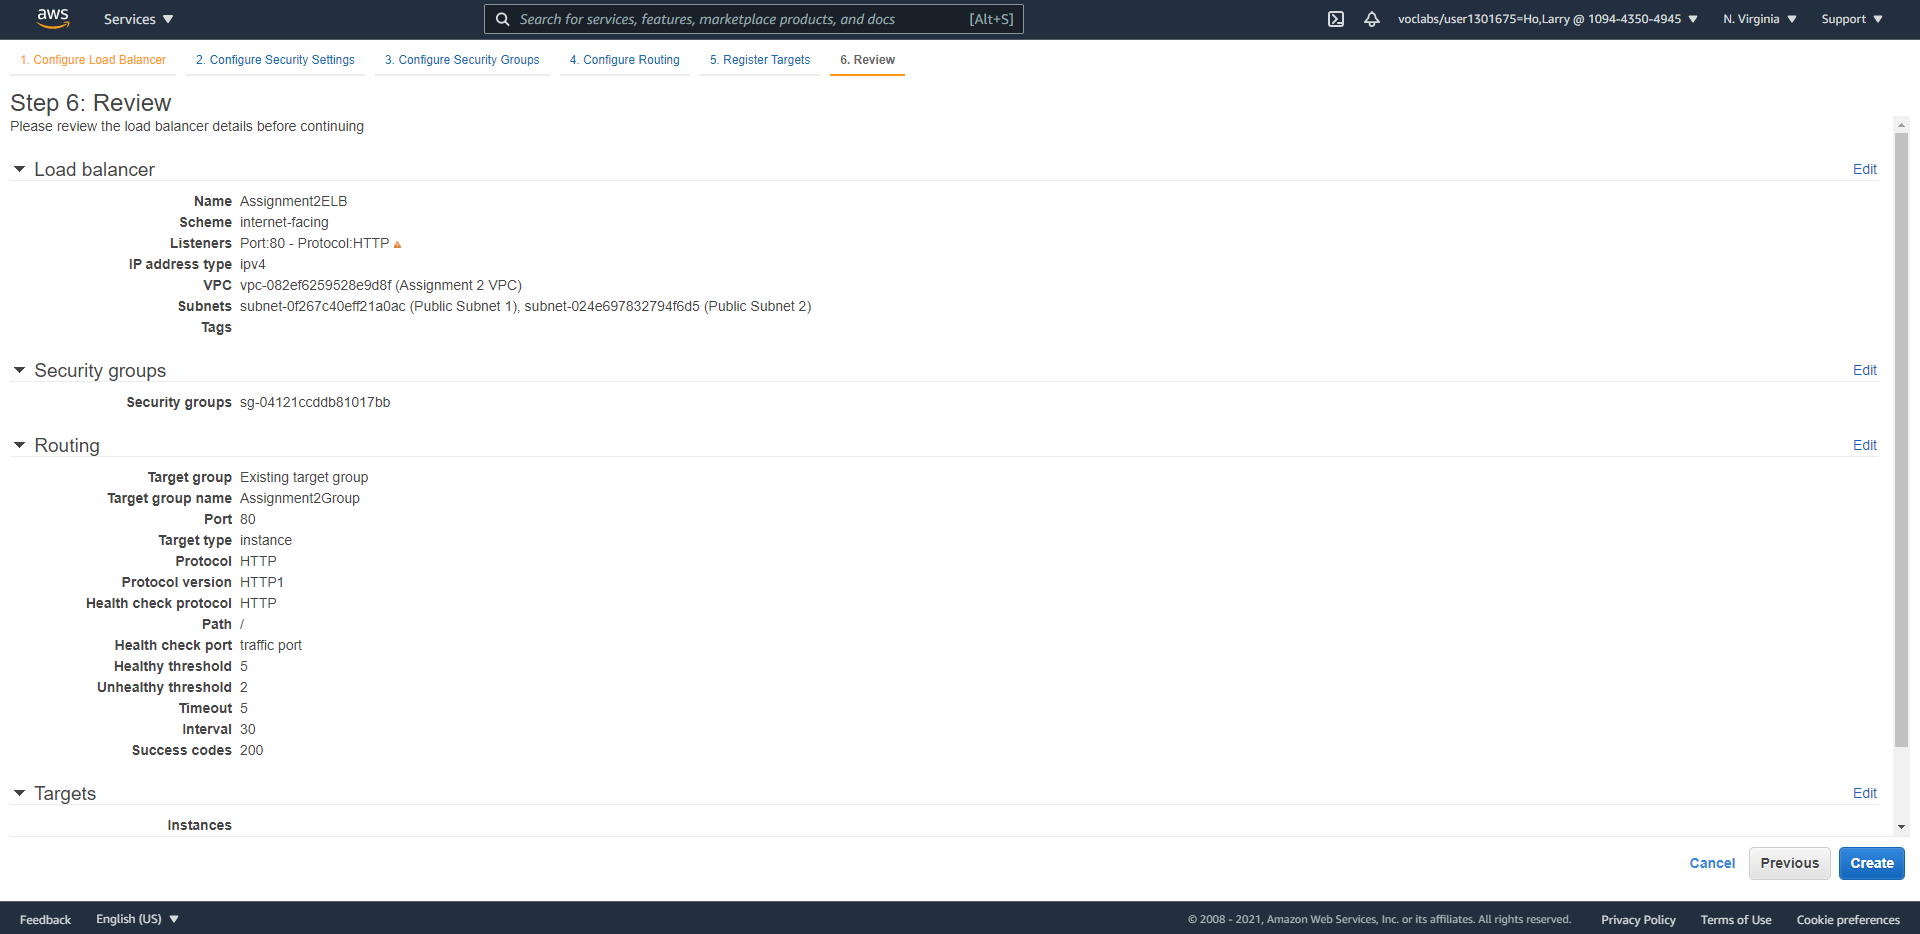 aws Services Search for services, features, marketplace products, and docs [Alt+S] voclabs/user1301675=Ho,Larry @ 1094-4350-4945 N. Virginia Support
1. Configure Load Balancer 2. Configure Security Settings 3. Configure Security Groups 4. Configure Routing 5. Register Targets 6. Review
Step 6: Review
Please review the load balancer details before continuing
Load balancer Edit
Name Assignment2ELB
Scheme internet-facing
Listeners Port:80 - Protocol:HTTP
IP address type ipv4
VPC vpc-082ef6259528e9d8f (Assignment 2 VPC)
Subnets subnet-0f267c40eff21a0ac (Public Subnet 1), subnet-024e697832794f6d5 (Public Subnet 2)
Tags
Security groups Edit
Security groups sg-04121ccddb81017bb
Routing Edit
Target group Existing target group
Target group name Assignment2Group
Port 80
Target type instance
Protocol HTTP
Protocol version HTTP1
Health check protocol HTTP
Path /
Health check port traffic port
Healthy threshold 5
Unhealthy threshold 2
Timeout 5
Interval 30
Success codes 200
Targets Edit
Instances
Cancel Previous Create
Feedback English (US) © 2008 - 2021, Amazon Web Services, Inc. or its affiliates. All rights reserved. Privacy Policy Terms of Use Cookie preferences